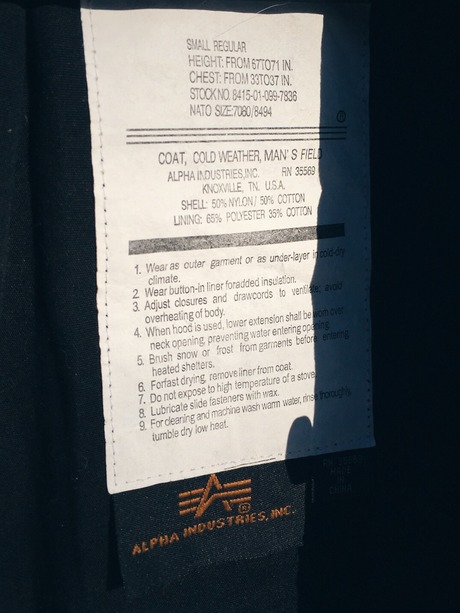 SMALL REGULAR
HEIGHT: FROM 67TO71 IN.
CHEST: FROM 33TO37 IN.
STOCK NO. 8415-01-099-7836
NATO SIZE:7080/8494
COAT, COLD WEATHER, MAN'S FIELD
ALPHA INDUSTRIES,INC. RN 35569
KNOXVILLE, TN. U.S.A.
SHELL: 50% NYLON/ 50% COTTON
LINING: 65% POLYESTER 35% COTTON
1. Wear as outer garment or as under-layer in cold-dry
climate.
2. Wear button-in liner foradded insulation.
3. Adjust closures and drawcords to ventilate, avoid
overheating of body.
4. When hood is used, lower extension shall be worn over
neck opening, preventing water entering opening.
5. Brush snow or frost from garments before entering
heated shelters.
6. Forfast drying, remove liner from coat.
7. Do not expose to high temperature of a stove.
8. Lubricate slide fasteners with wax.
9. For cleaning and machine wash warm water, rinse thoroughly,
tumble dry low heat.
ALPHA INDUSTRIES, INC.